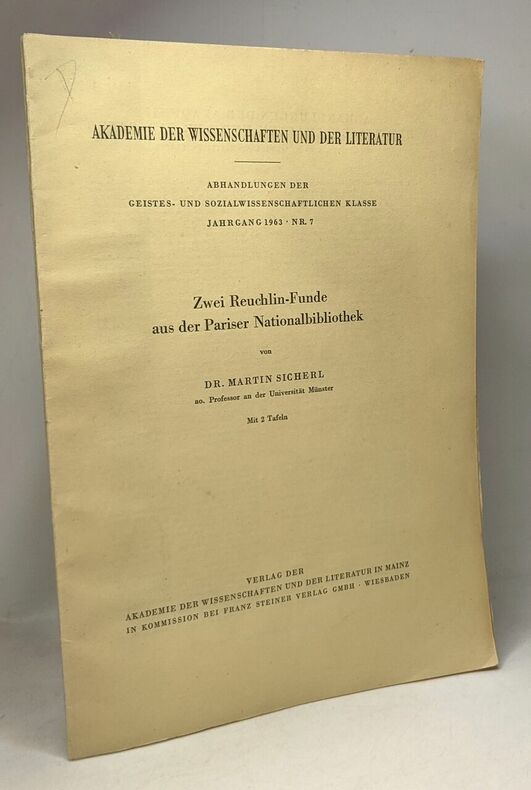 AKADEMIE DER WISSENSCHAFTEN UND DER LITERATUR
ABHANDLUNGEN DER
GEISTES- UND SOZIALWISSENSCHAFTLICHEN KLASSE
JAHRGANG 1963 · NR. 7
Zwei Reuchlin-Funde
aus der Pariser Nationalbibliothek
von
DR. MARTIN SICHERL
ao. Professor an der Universität Münster
Mit 2 Tafeln
VERLAG DER
AKADEMIE DER WISSENSCHAFTEN UND DER LITERATUR IN MAINZ
IN KOMMISSION BEI FRANZ STEINER VERLAG GMBH · WIESBADEN